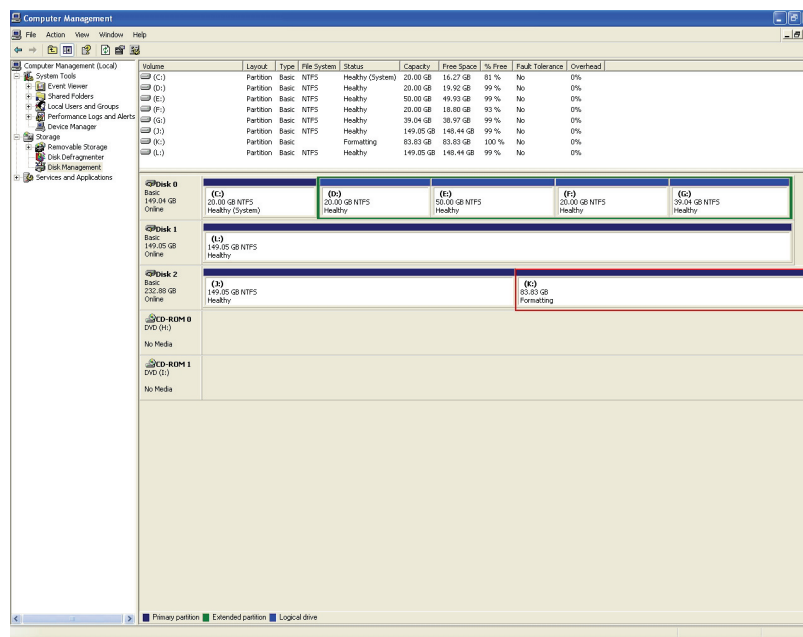 Computer Management
File Action View Window Help
Computer Management (Local)
System Tools
Event Viewer
Shared Folders
Local Users and Groups
Performance Logs and Alerts
Device Manager
Storage
Removable Storage
Disk Defragmenter
Disk Management
Services and Applications
Volume Layout Type File System Status Capacity Free Space % Free Fault Tolerance Overhead
(C:) Partition Basic NTFS Healthy (System) 20.00 GB 16.27 GB 81 % No 0%
(D:) Partition Basic NTFS Healthy 20.00 GB 19.92 GB 99 % No 0%
(E:) Partition Basic NTFS Healthy 50.00 GB 49.93 GB 99 % No 0%
(F:) Partition Basic NTFS Healthy 20.00 GB 18.80 GB 93 % No 0%
(G:) Partition Basic NTFS Healthy 39.04 GB 38.97 GB 99 % No 0%
(J:) Partition Basic NTFS Healthy 149.05 GB 148.44 GB 99 % No 0%
(K:) Partition Basic Formatting 83.83 GB 83.83 GB 100 % No 0%
(L:) Partition Basic NTFS Healthy 149.05 GB 148.44 GB 99 % No 0%
Disk 0
Basic
149.04 GB
Online
(C:)
20.00 GB NTFS
Healthy (System)
(D:)
20.00 GB NTFS
Healthy
(E:)
50.00 GB NTFS
Healthy
(F:)
20.00 GB NTFS
Healthy
(G:)
39.04 GB NTFS
Healthy
Disk 1
Basic
149.05 GB
Online
(L:)
149.05 GB NTFS
Healthy
Disk 2
Basic
232.88 GB
Online
(J:)
149.05 GB NTFS
Healthy
(K:)
83.83 GB
Formatting
CD-ROM 0
DVD (H:)
No Media
CD-ROM 1
DVD (I:)
No Media
Primary partition Extended partition Logical drive